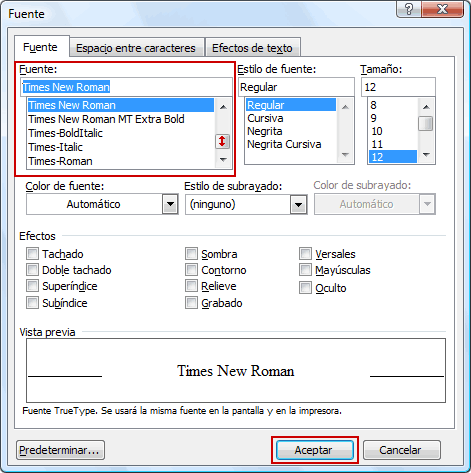 Fuente
Fuente Espacio entre caracteres Efectos de texto
Fuente: Estilo de fuente: Tamaño:
Times New Roman Regular 12
Times New Roman Regular 8
Times New Roman MT Extra Bold Cursiva 9
Times-BoldItalic Negrita 10
Times-Italic Negrita Cursiva 11
Times-Roman 12
Color de fuente: Estilo de subrayado: Color de subrayado:
Automático (ninguno) Automático
Efectos
Tachado Sombra Versales
Doble tachado Contorno Mayúsculas
Superíndice Relieve Oculto
Subíndice Grabado
Vista previa
Times New Roman
Fuente TrueType. Se usará la misma fuente en la pantalla y en la impresora.
Predeterminar... Aceptar Cancelar